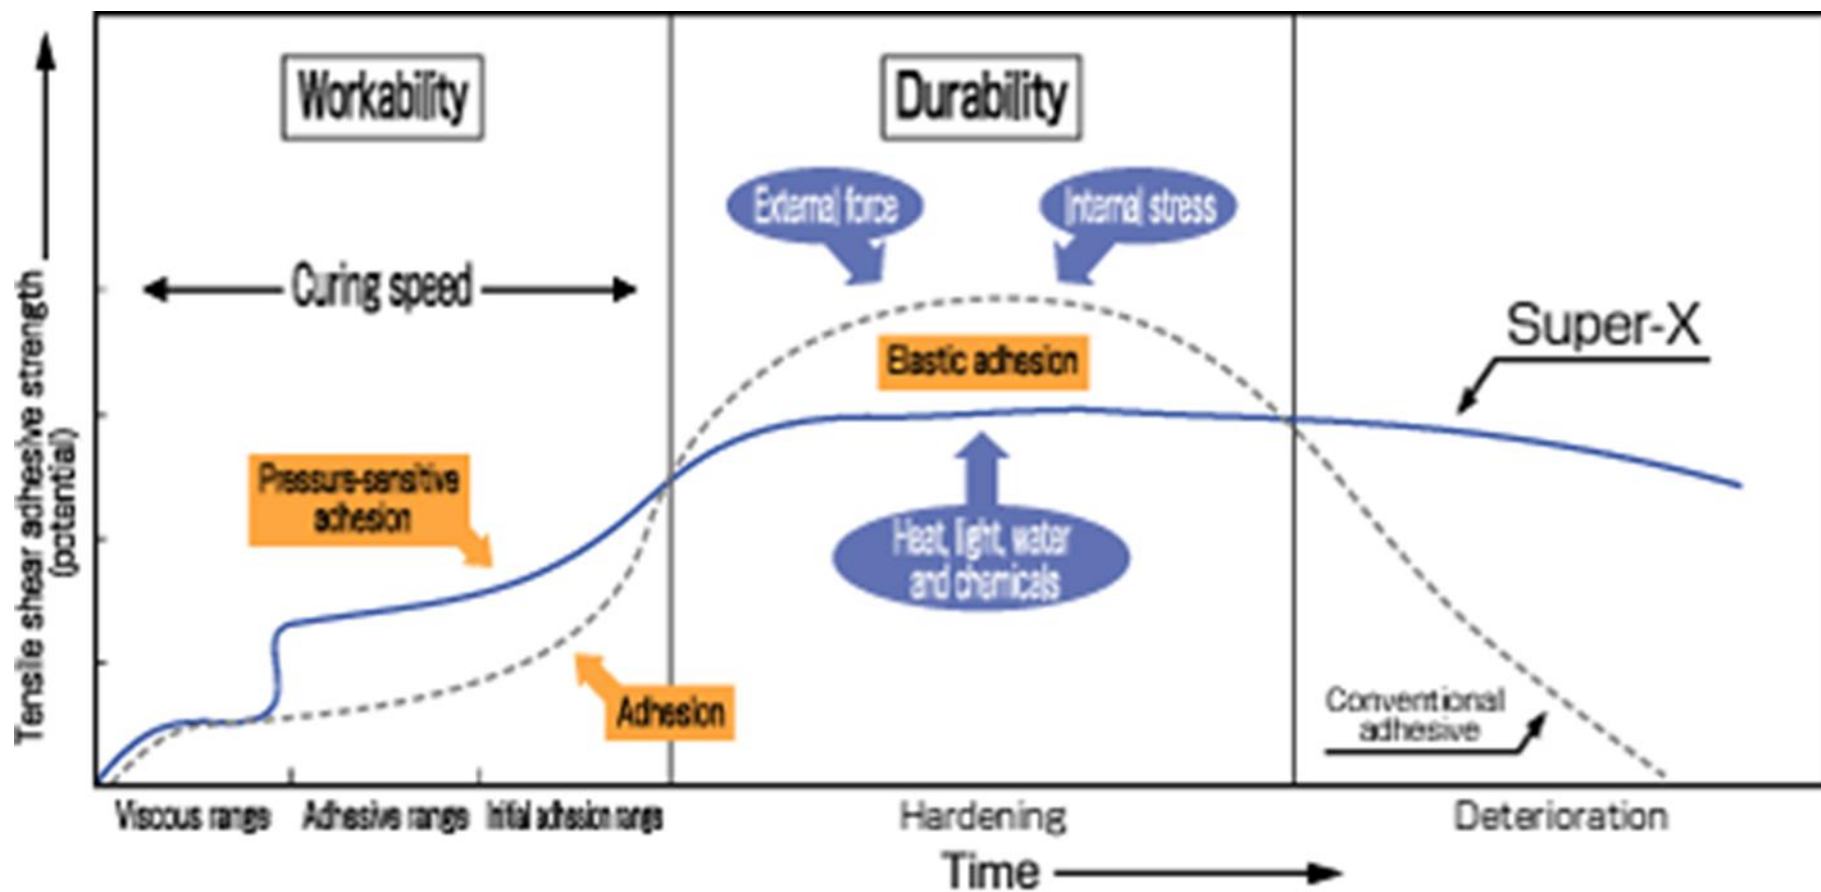 Workability
Durability
External force
Internal stress
Curing speed
Elastic adhesion
Super-X
Pressure-sensitive
adhesion
Heat, light, water
and chemicals
Adhesion
Conventional
adhesive
Tensile shear adhesive strength
(potential)
Viscous range
Adhesive range
Initial adhesion range
Hardening
Deterioration
Time